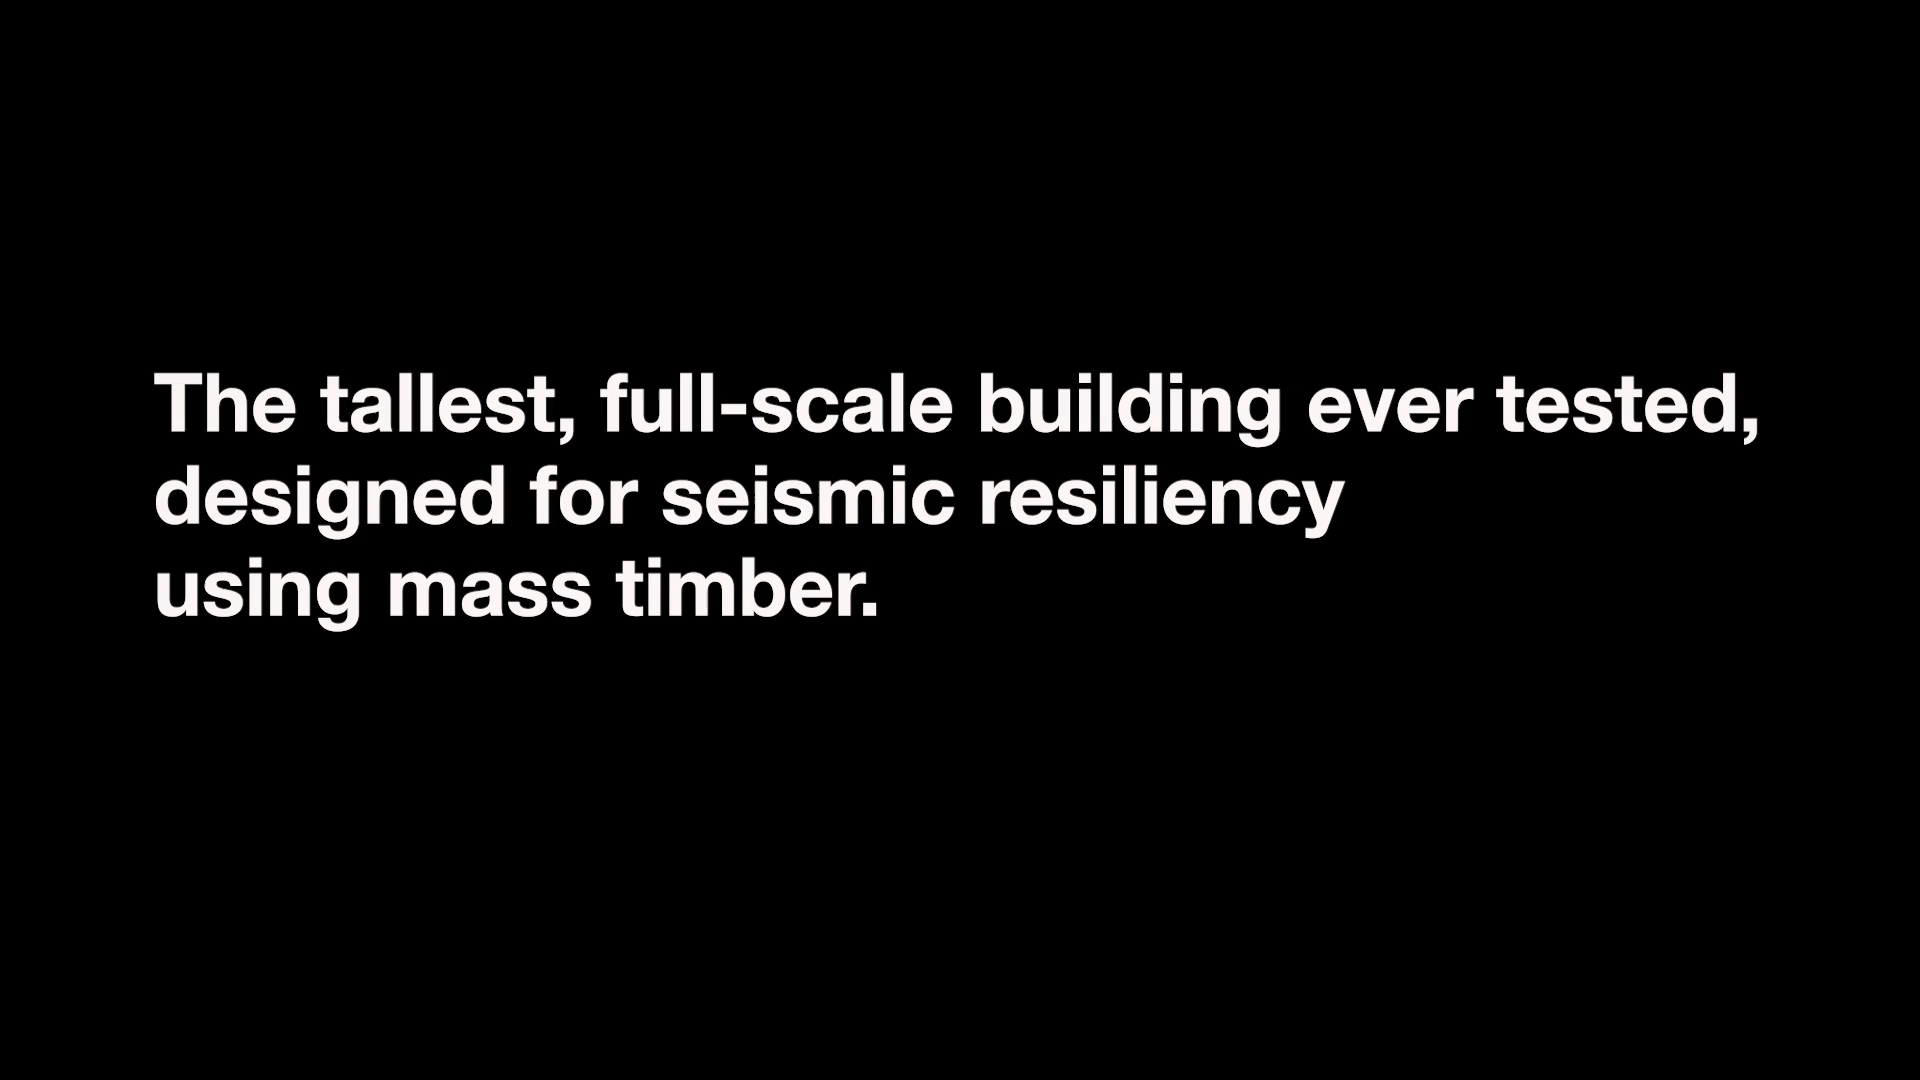 The tallest, full-scale building ever tested,
designed for seismic resiliency
using mass timber.